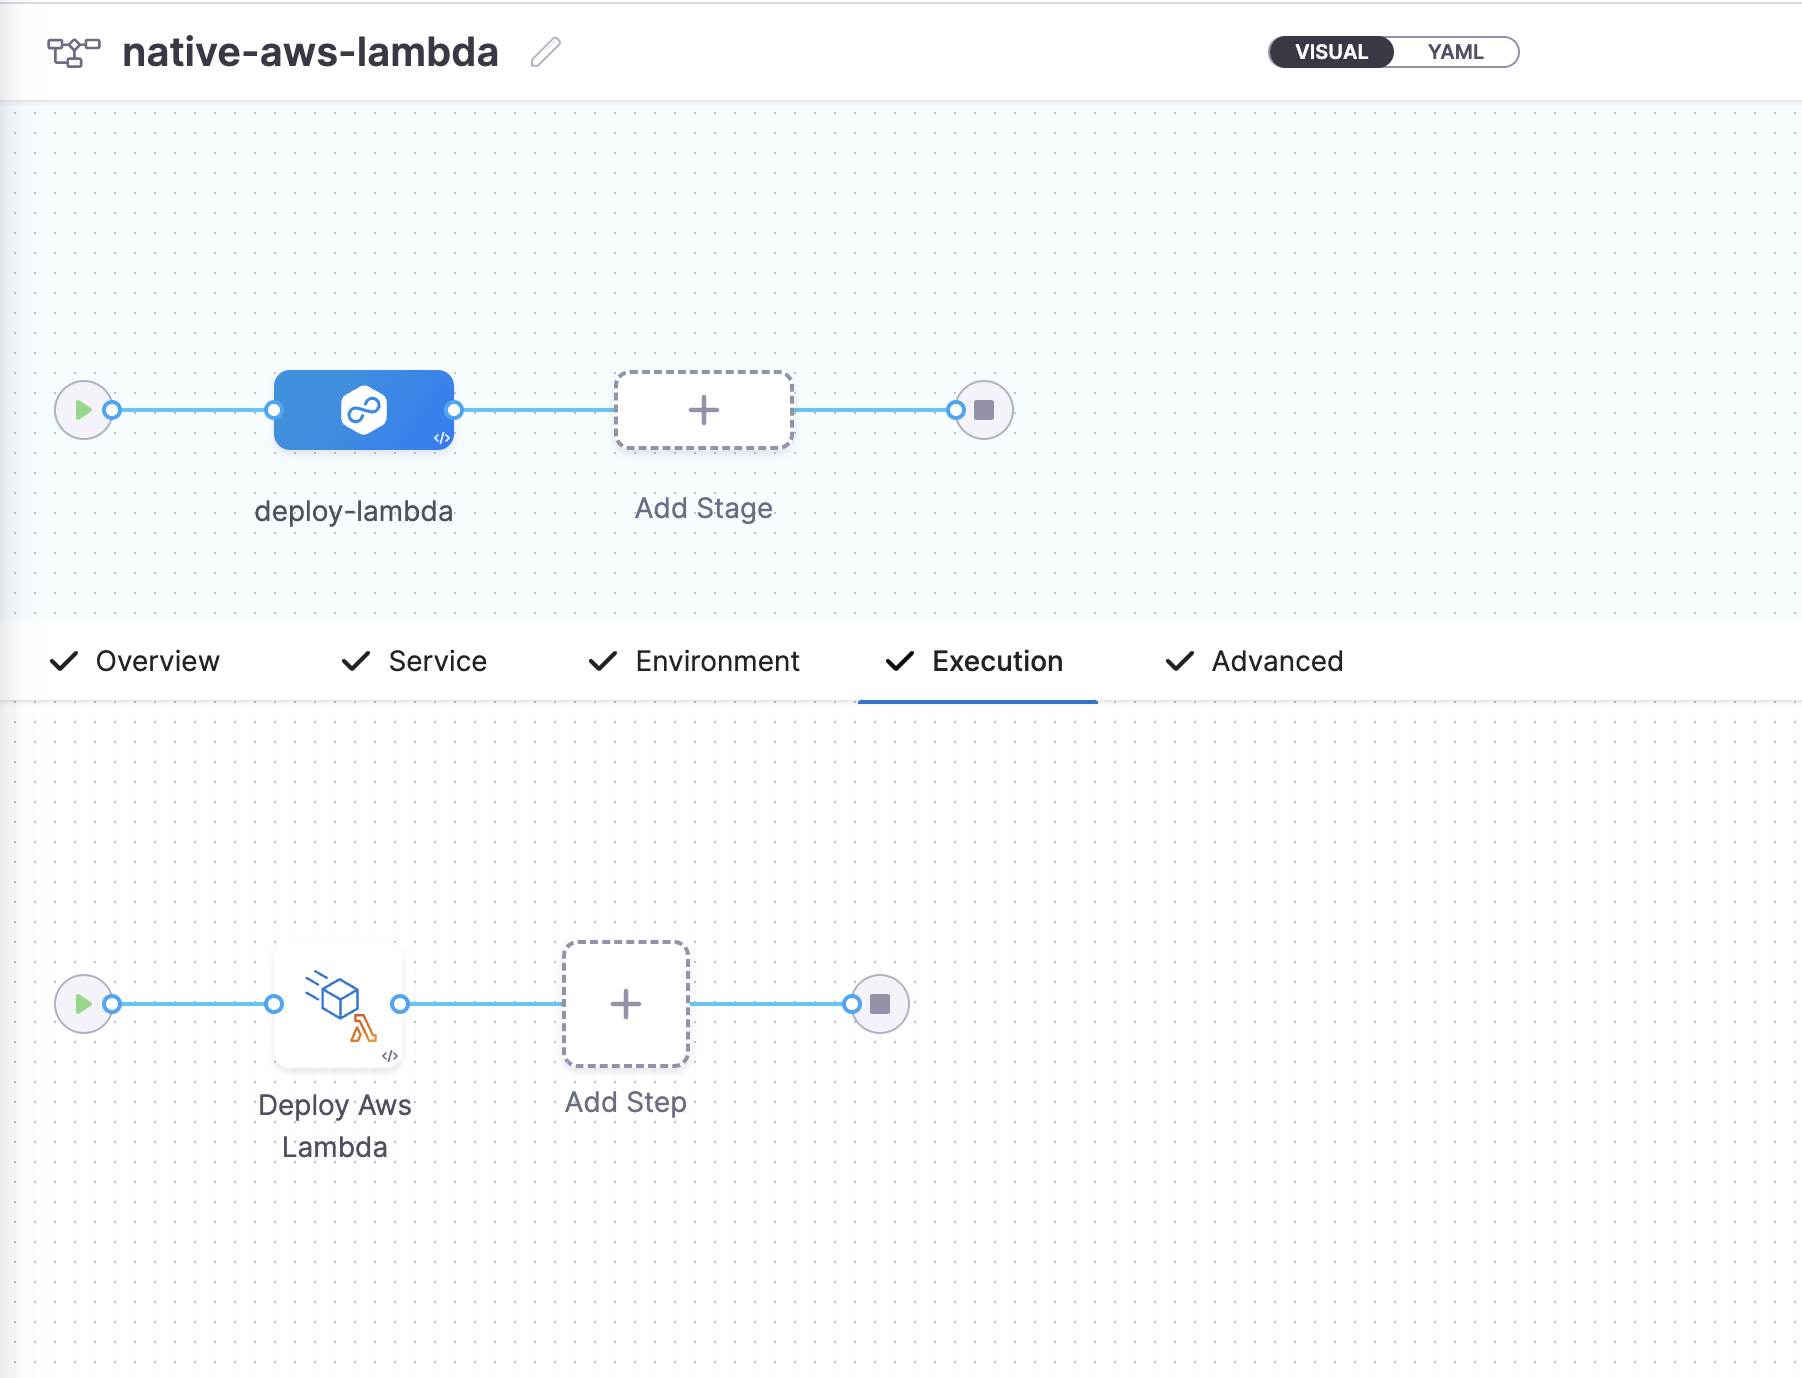 native-aws-lambda
VISUAL YAML
</>
deploy-lambda
Add Stage
Overview Service Environment Execution Advanced
</>
Deploy Aws
Lambda
Add Step